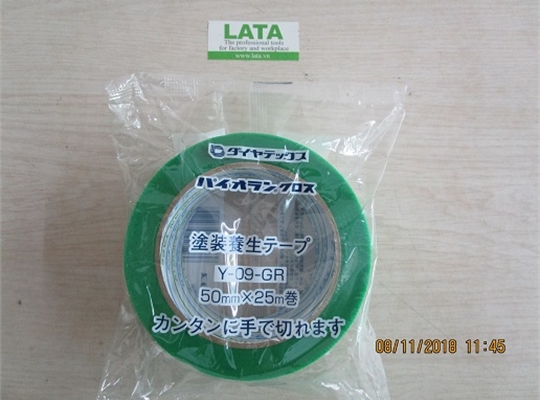 LATA
The professional tools
for factory and workplace
www.lata.vn
ダイヤテックス
パイオランクロス
塗装養生テープ
Y-09-GR
50mm×25m巻
カンタンに手で切れます
08/11/2018 11:45